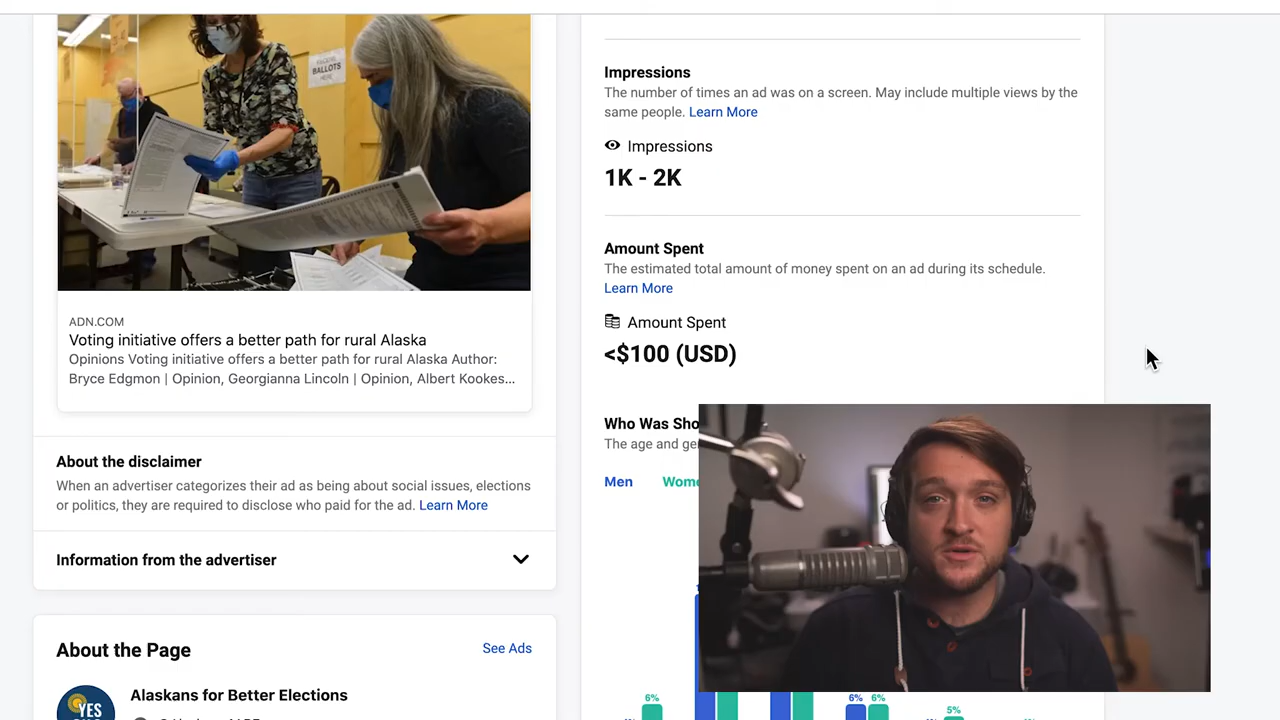 BALLOTS
HERE
ADN.COM
Voting initiative offers a better path for rural Alaska
Opinions Voting initiative offers a better path for rural Alaska Author:
Bryce Edgmon | Opinion, Georgianna Lincoln | Opinion, Albert Kookes...
About the disclaimer
When an advertiser categorizes their ad as being about social issues, elections
or politics, they are required to disclose who paid for the ad. Learn More
Information from the advertiser
About the Page
See Ads
YES
Alaskans for Better Elections
Impressions
The number of times an ad was on a screen. May include multiple views by the
same people. Learn More
Impressions
1K - 2K
Amount Spent
The estimated total amount of money spent on an ad during its schedule.
Learn More
Amount Spent
<$100 (USD)
Who Was Sho
The age and ge
Men
Wome
6%
6%
6%
5%